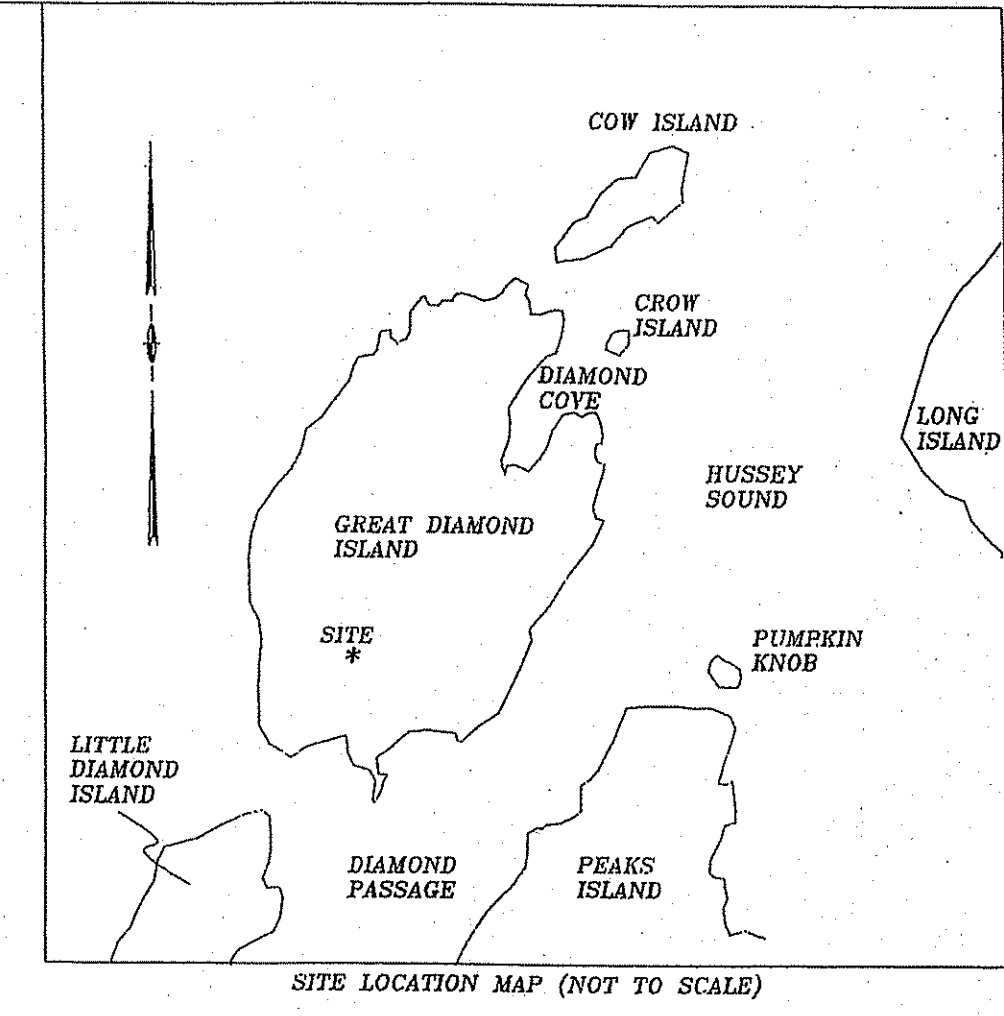 COW ISLAND
CROW
ISLAND
DIAMOND
COVE
LONG
ISLAND
HUSSEY
SOUND
GREAT DIAMOND
ISLAND
SITE
*
PUMPKIN
KNOB
LITTLE
DIAMOND
ISLAND
DIAMOND
PASSAGE
PEAKS
ISLAND
SITE LOCATION MAP (NOT TO SCALE)